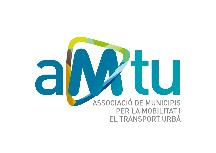 aMtu
ASSOCIACIÓ DE MUNICIPIS
PER LA MOBILITAT I
EL TRANSPORT URBÀ